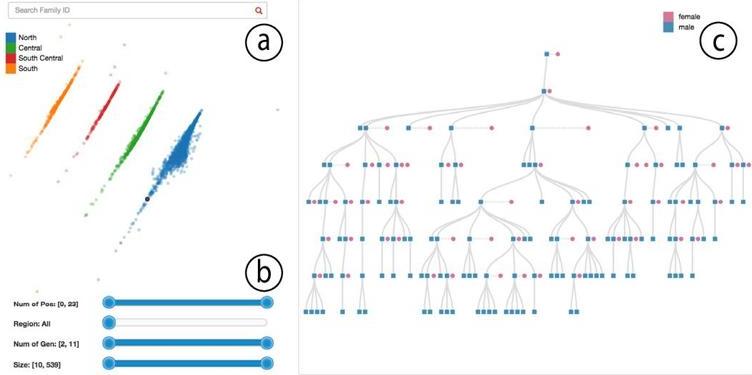 Search Family ID
a
North
Central
South Central
South
b
Num of Pos: [0, 23]
Region: All
Num of Gen: [2, 11]
Size: [10, 539]
female
male
c